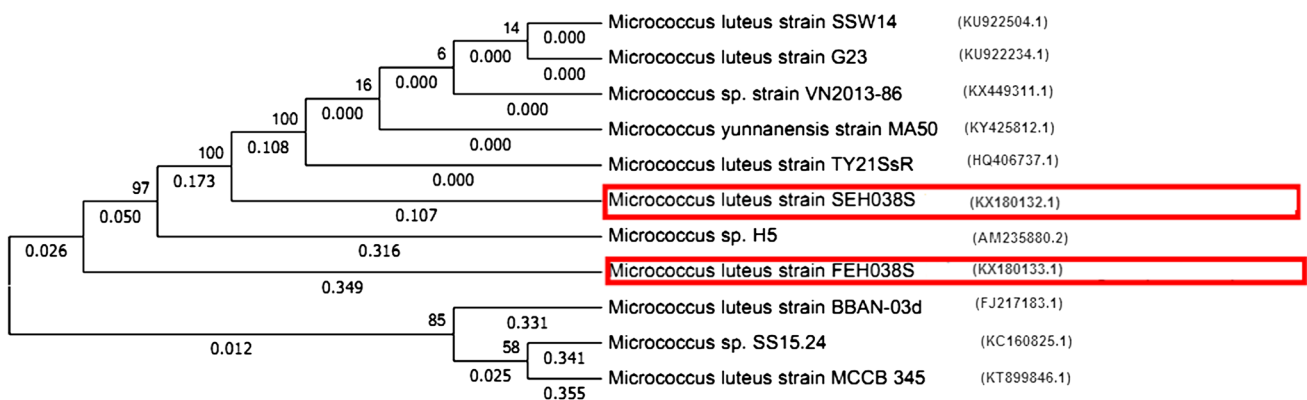 Micrococcus luteus strain SSW14 (KU922504.1)
14
0.000
6
0.000
Micrococcus luteus strain G23 (KU922234.1)
0.000
0.000
16
Micrococcus sp. strain VN2013-86 (KX449311.1)
0.000
0.000
100
Micrococcus yunnanensis strain MA50 (KY425812.1)
0.108
0.000
100
Micrococcus luteus strain TY21SsR (HQ406737.1)
0.173
0.000
97
Micrococcus luteus strain SEH038S (KX180132.1)
0.050
0.107
Micrococcus sp. H5 (AM235880.2)
0.026
0.316
Micrococcus luteus strain FEH038S (KX180133.1)
0.349
Micrococcus luteus strain BBAN-03d (FJ217183.1)
85
0.331
0.012
58
Micrococcus sp. SS15.24 (KC160825.1)
0.341
0.025
Micrococcus luteus strain MCCB 345 (KT899846.1)
0.355